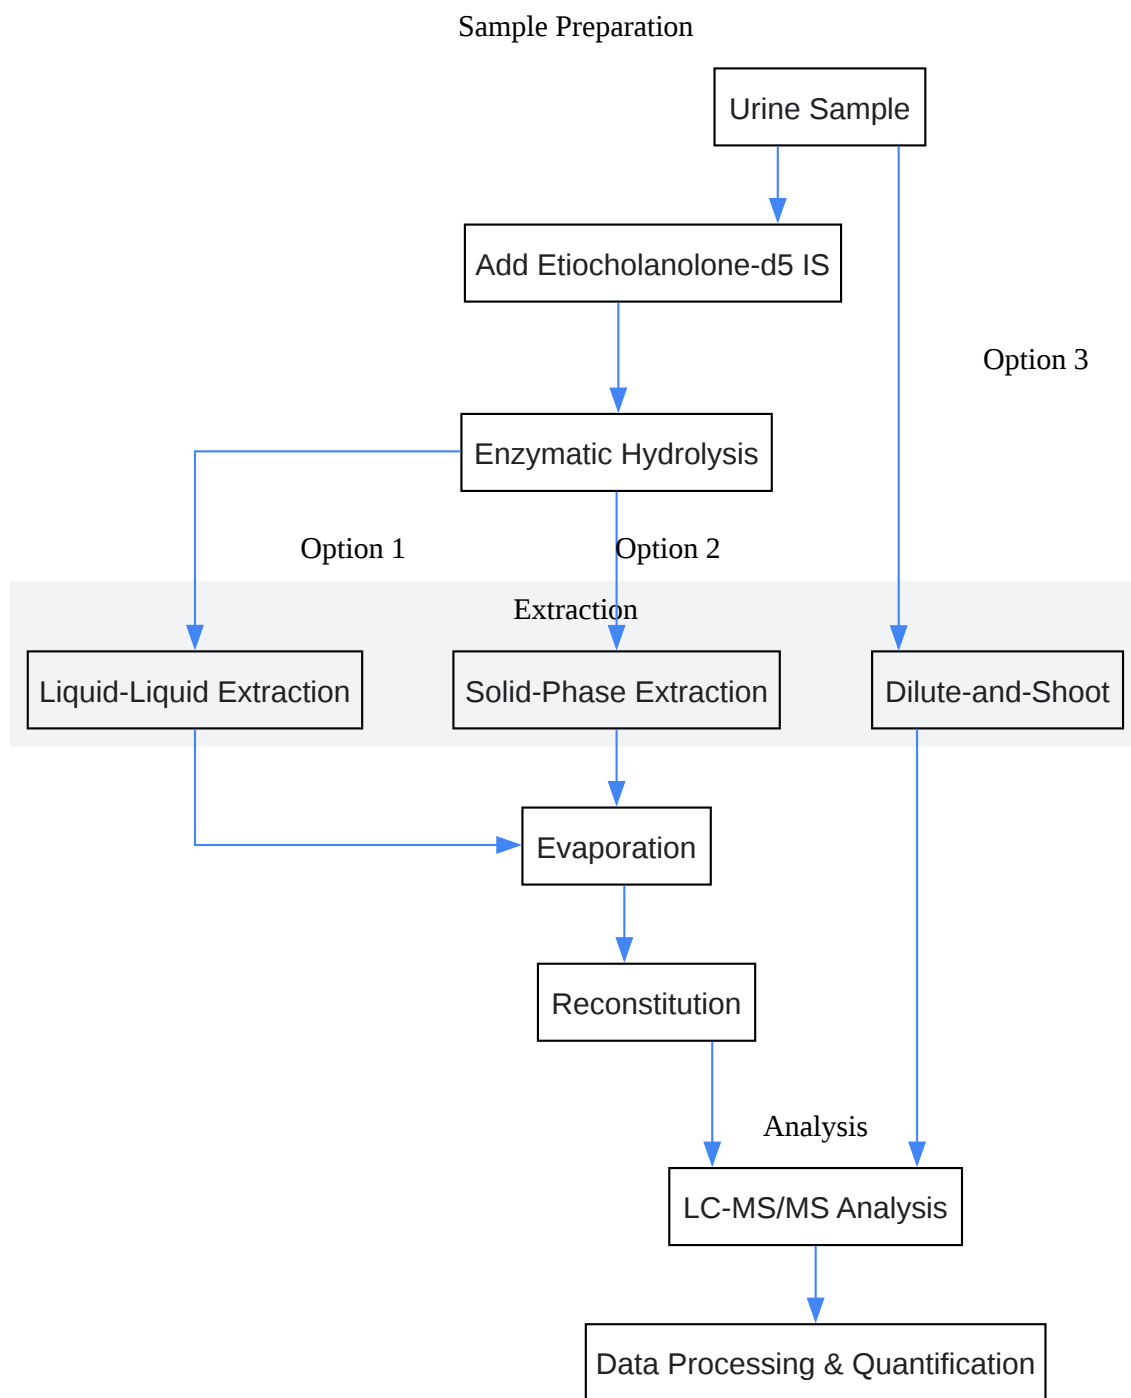 Sample Preparation
Urine Sample
Add Etiocholanolone-d5 IS
Option 3
Enzymatic Hydrolysis
Option 1
Option 2
Extraction
Liquid-Liquid Extraction
Solid-Phase Extraction
Dilute-and-Shoot
Evaporation
Reconstitution
Analysis
LC-MS/MS Analysis
Data Processing & Quantification